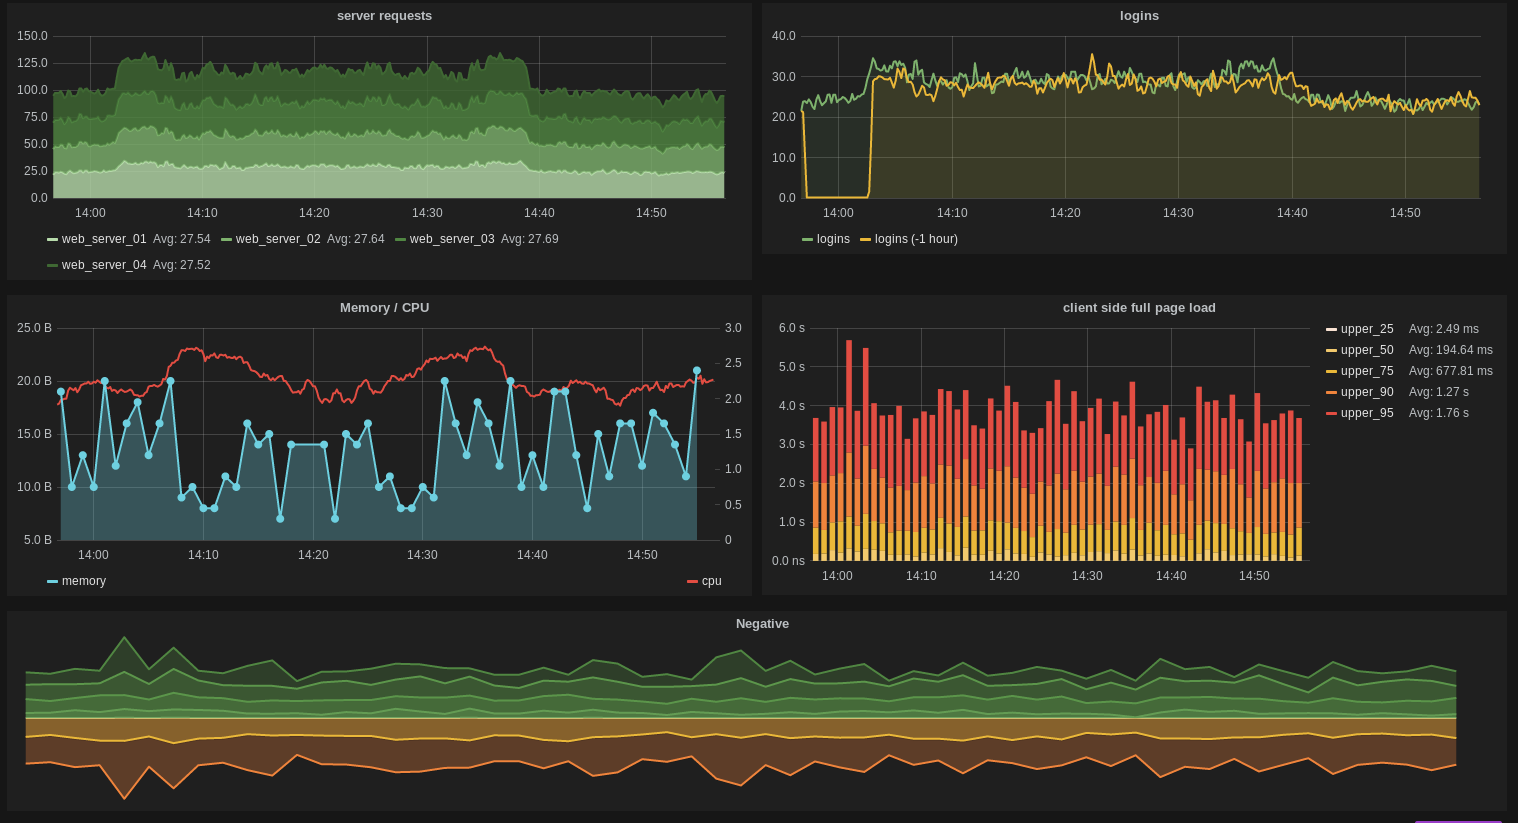 server requests
150.0
125.0
100.0
75.0
50.0
25.0
0.0
14:00 14:10 14:20 14:30 14:40 14:50
web_server_01 Avg: 27.54 web_server_02 Avg: 27.64 web_server_03 Avg: 27.69
web_server_04 Avg: 27.52
logins
40.0
30.0
20.0
10.0
0.0
14:00 14:10 14:20 14:30 14:40 14:50
logins logins (-1 hour)
Memory / CPU
25.0 B
20.0 B
15.0 B
10.0 B
5.0 B
3.0
2.5
2.0
1.5
1.0
0.5
0
14:00 14:10 14:20 14:30 14:40 14:50
memory cpu
client side full page load
6.0 s
5.0 s
4.0 s
3.0 s
2.0 s
1.0 s
0.0 ns
14:00 14:10 14:20 14:30 14:40 14:50
upper_25 Avg: 2.49 ms
upper_50 Avg: 194.64 ms
upper_75 Avg: 677.81 ms
upper_90 Avg: 1.27 s
upper_95 Avg: 1.76 s
Negative